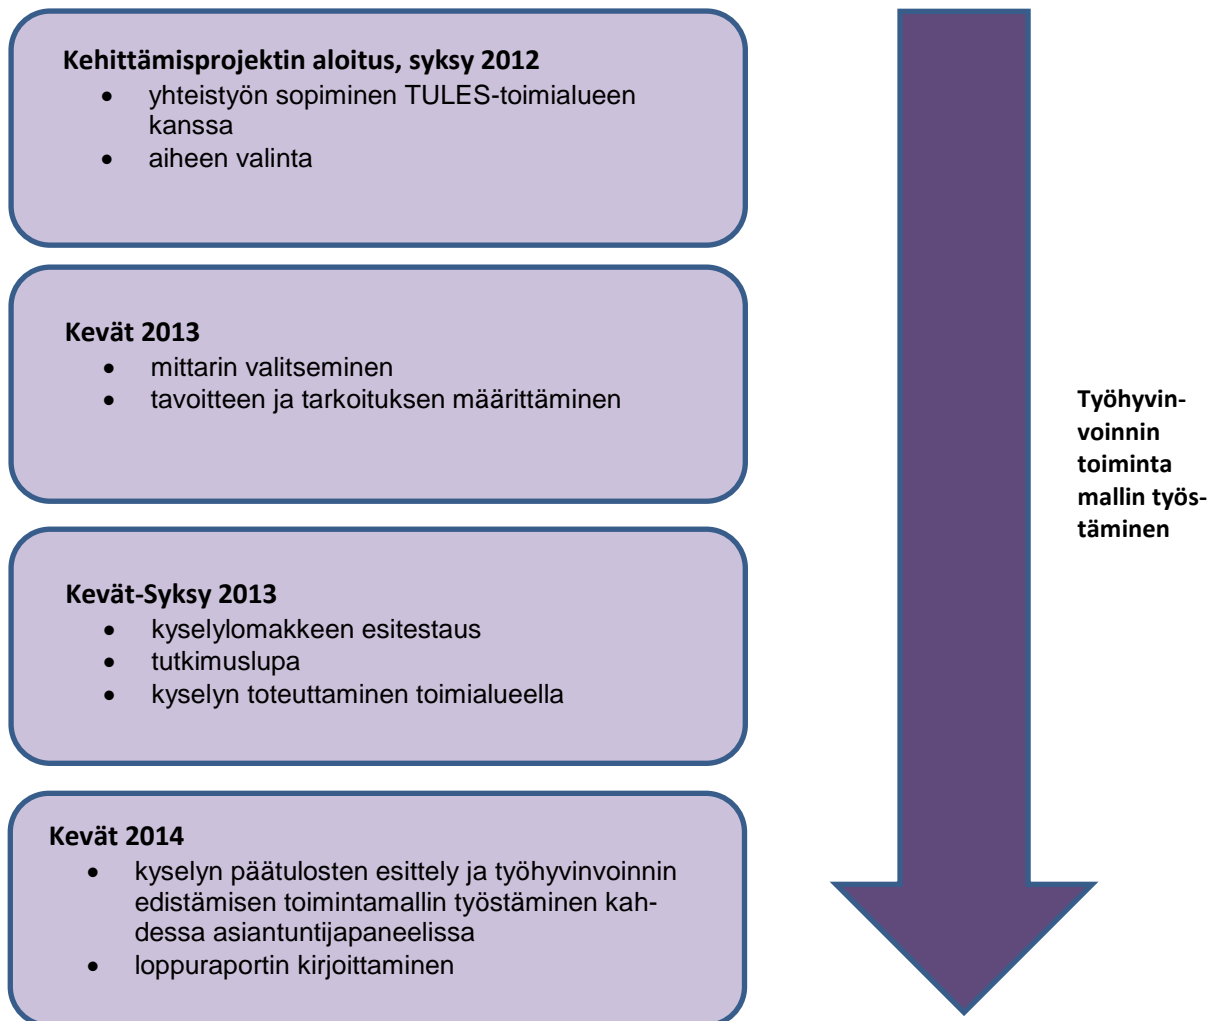 Kehittämisprojektin aloitus, syksy 2012
• yhteistyön sopiminen TULES-toimialueen
kanssa
• aiheen valinta
Kevät 2013
• mittarin valitseminen
• tavoitteen ja tarkoituksen määrittäminen
Kevät-Syksy 2013
• kyselylomakkeen esitestaus
• tutkimuslupa
• kyselyn toteuttaminen toimialueella
Kevät 2014
• kyselyn päätulosten esittely ja työhyvinvoinnin
edistämisen toimintamallin työstäminen kah-
dessa asiantuntijapaneelissa
• loppuraportin kirjoittaminen
Työhyvin-
voinnin
toiminta
mallin työs-
täminen